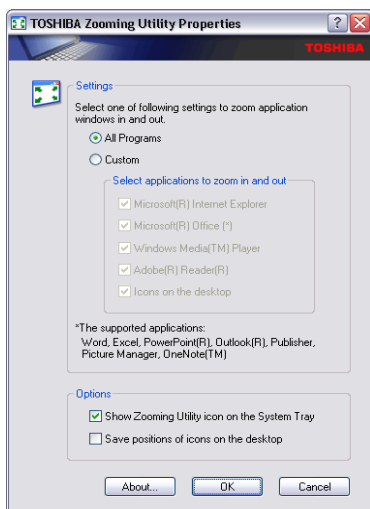 TOSHIBA Zooming Utility Properties
TOSHIBA
Settings
Select one of following settings to zoom application
windows in and out.
All Programs
Custom
Select applications to zoom in and out
Microsoft(R) Internet Explorer
Microsoft(R) Office (*)
Windows Media(TM) Player
Adobe(R) Reader(R)
Icons on the desktop
*The supported applications:
Word, Excel, PowerPoint(R), Outlook(R), Publisher,
Picture Manager, OneNote(TM)
Options
Show Zooming Utility icon on the System Tray
Save positions of icons on the desktop
About... OK Cancel